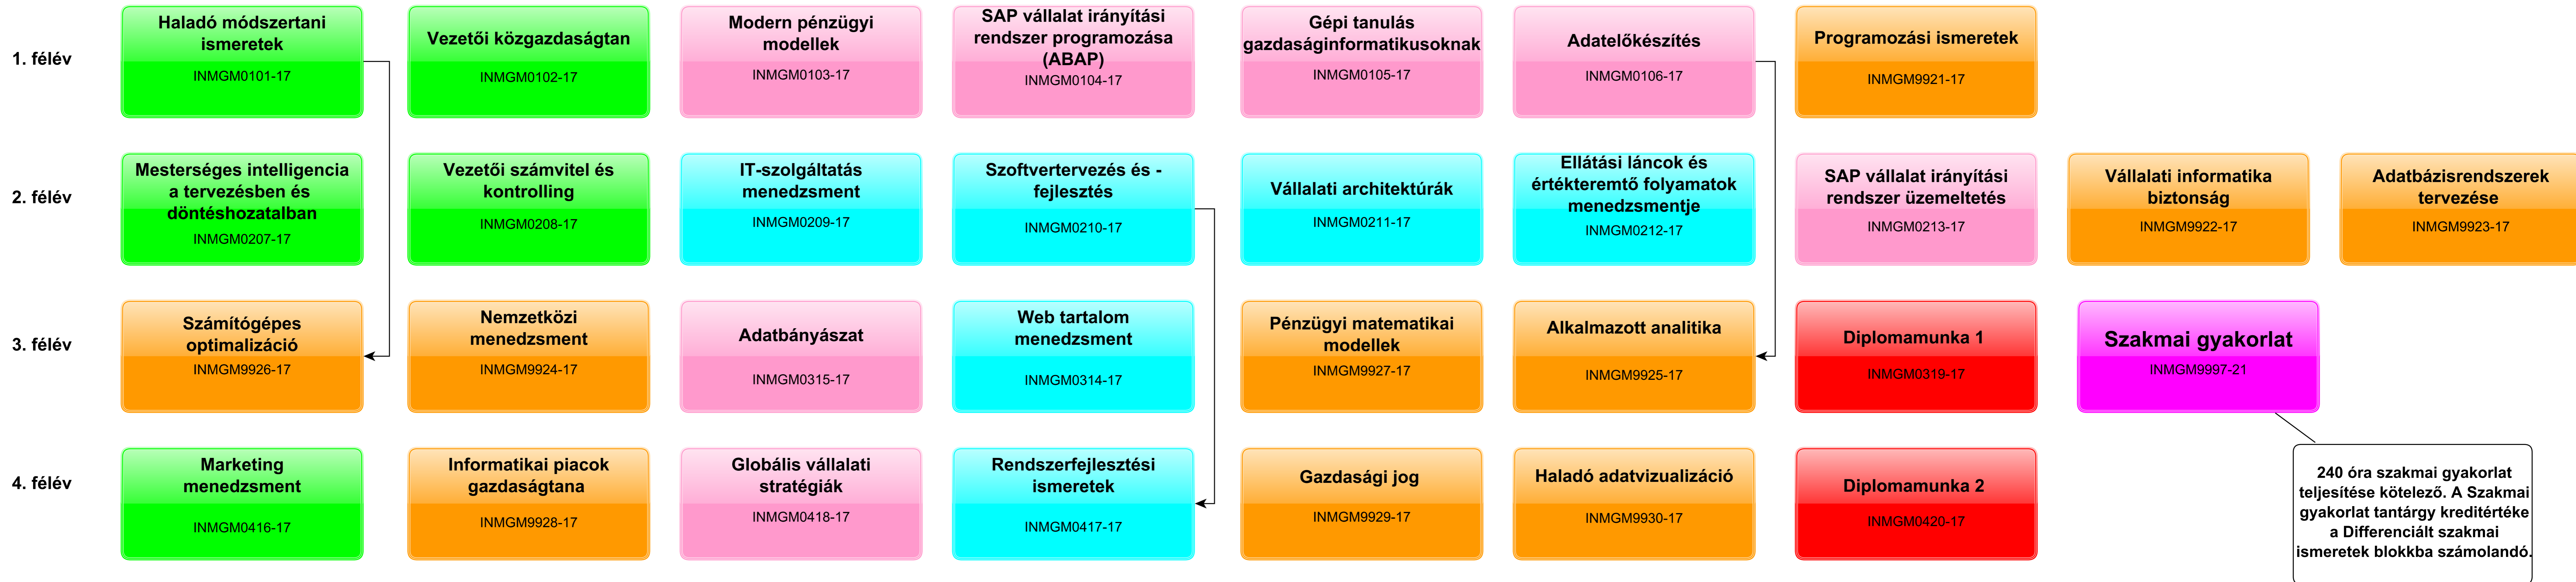 1. félév
Haladó módszertani
ismeretek
INMGM0101-17
Vezetői közgazdaságtan
INMGM0102-17
Modern pénzügyi
modellek
INMGM0103-17
SAP vállalat irányítási
rendszer programozása
(ABAP)
INMGM0104-17
Gépi tanulás
gazdaságinformatikusoknak
INMGM0105-17
Adatelőkészítés
INMGM0106-17
Programozási ismeretek
INMGM9921-17
2. félév
Mesterséges intelligencia
a tervezésben és
döntéshozatalban
INMGM0207-17
Vezetői számvitel és
kontrolling
INMGM0208-17
IT-szolgáltatás
menedzsment
INMGM0209-17
Szoftvertervezés és -
fejlesztés
INMGM0210-17
Vállalati architektúrák
INMGM0211-17
Ellátási láncok és
értékteremtő folyamatok
menedzsmentje
INMGM0212-17
SAP vállalat irányítási
rendszer üzemeltetés
INMGM0213-17
Vállalati informatika
biztonság
INMGM9922-17
Adatbázisrendszerek
tervezése
INMGM9923-17
3. félév
Számítógépes
optimalizáció
INMGM9926-17
Nemzetközi
menedzsment
INMGM9924-17
Adatbányászat
INMGM0315-17
Web tartalom
menedzsment
INMGM0314-17
Pénzügyi matematikai
modellek
INMGM9927-17
Alkalmazott analitika
INMGM9925-17
Diplomamunka 1
INMGM0319-17
Szakmai gyakorlat
INMGM9997-21
4. félév
Marketing
menedzsment
INMGM0416-17
Informatikai piacok
gazdaságtana
INMGM9928-17
Globális vállalati
stratégiák
INMGM0418-17
Rendszerfejlesztési
ismeretek
INMGM0417-17
Gazdasági jog
INMGM9929-17
Haladó adatvizualizáció
INMGM9930-17
Diplomamunka 2
INMGM0420-17
240 óra szakmai gyakorlat
teljesítése kötelező. A Szakmai
gyakorlat tantárgy kreditértéke
a Differenciált szakmai
ismeretek blokkba számolandó.